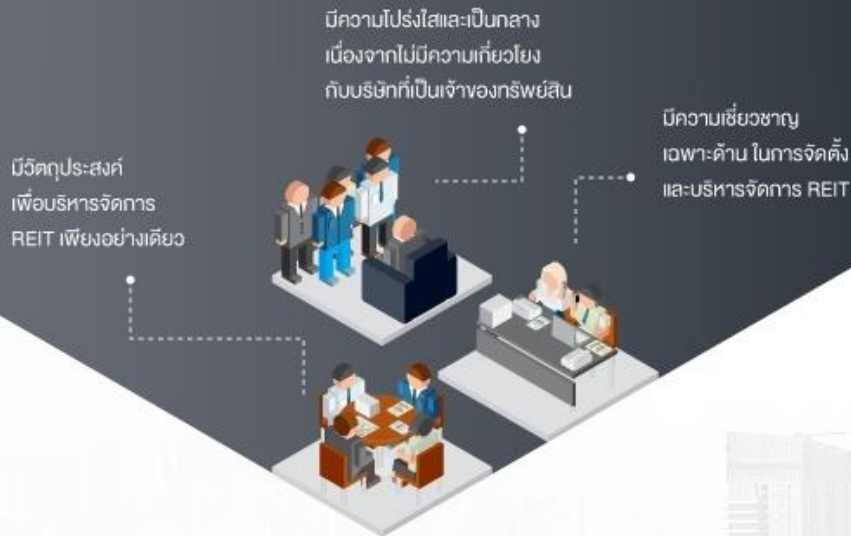 มีความโปร่งใสและเป็นกลาง
เนื่องจากไม่มีความเกี่ยวโยง
กับบริษัทที่เป็นเจ้าของทรัพย์สิน
มีความเชี่ยวชาญ
เฉพาะด้าน ในการจัดตั้ง
และบริหารจัดการ REIT
มีวัตถุประสงค์
เพื่อบริหารจัดการ
REIT เพียงอย่างเดียว